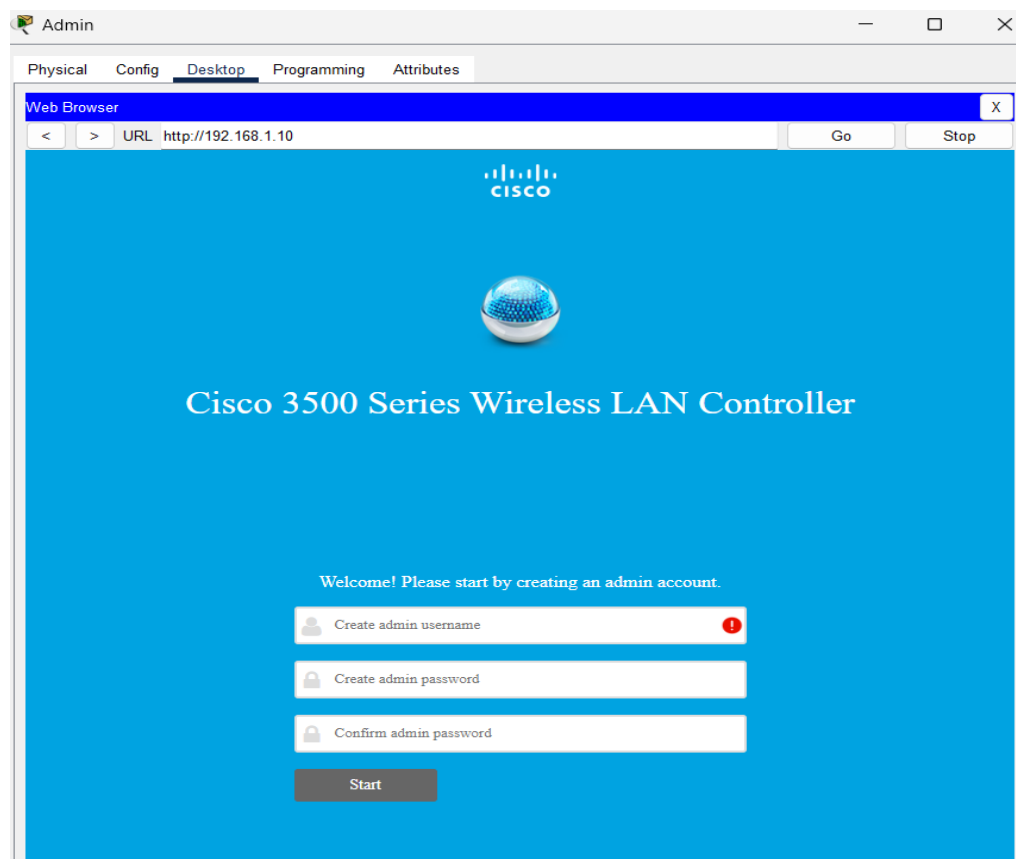 Admin
Physical Config Desktop Programming Attributes
Web Browser X
< > URL http://192.168.1.10 Go Stop
CISCO
Cisco 3500 Series Wireless LAN Controller
Welcome! Please start by creating an admin account.
Create admin username
Create admin password
Confirm admin password
Start